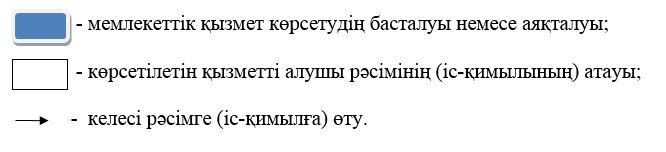 - мемлекеттік қызмет көрсетудің басталуы немесе аяқталуы;
- көрсетілетін қызметті алушы рәсімінің (іс-қимылының) атауы;
- келесі рәсімге (іс-қимылға) өту.